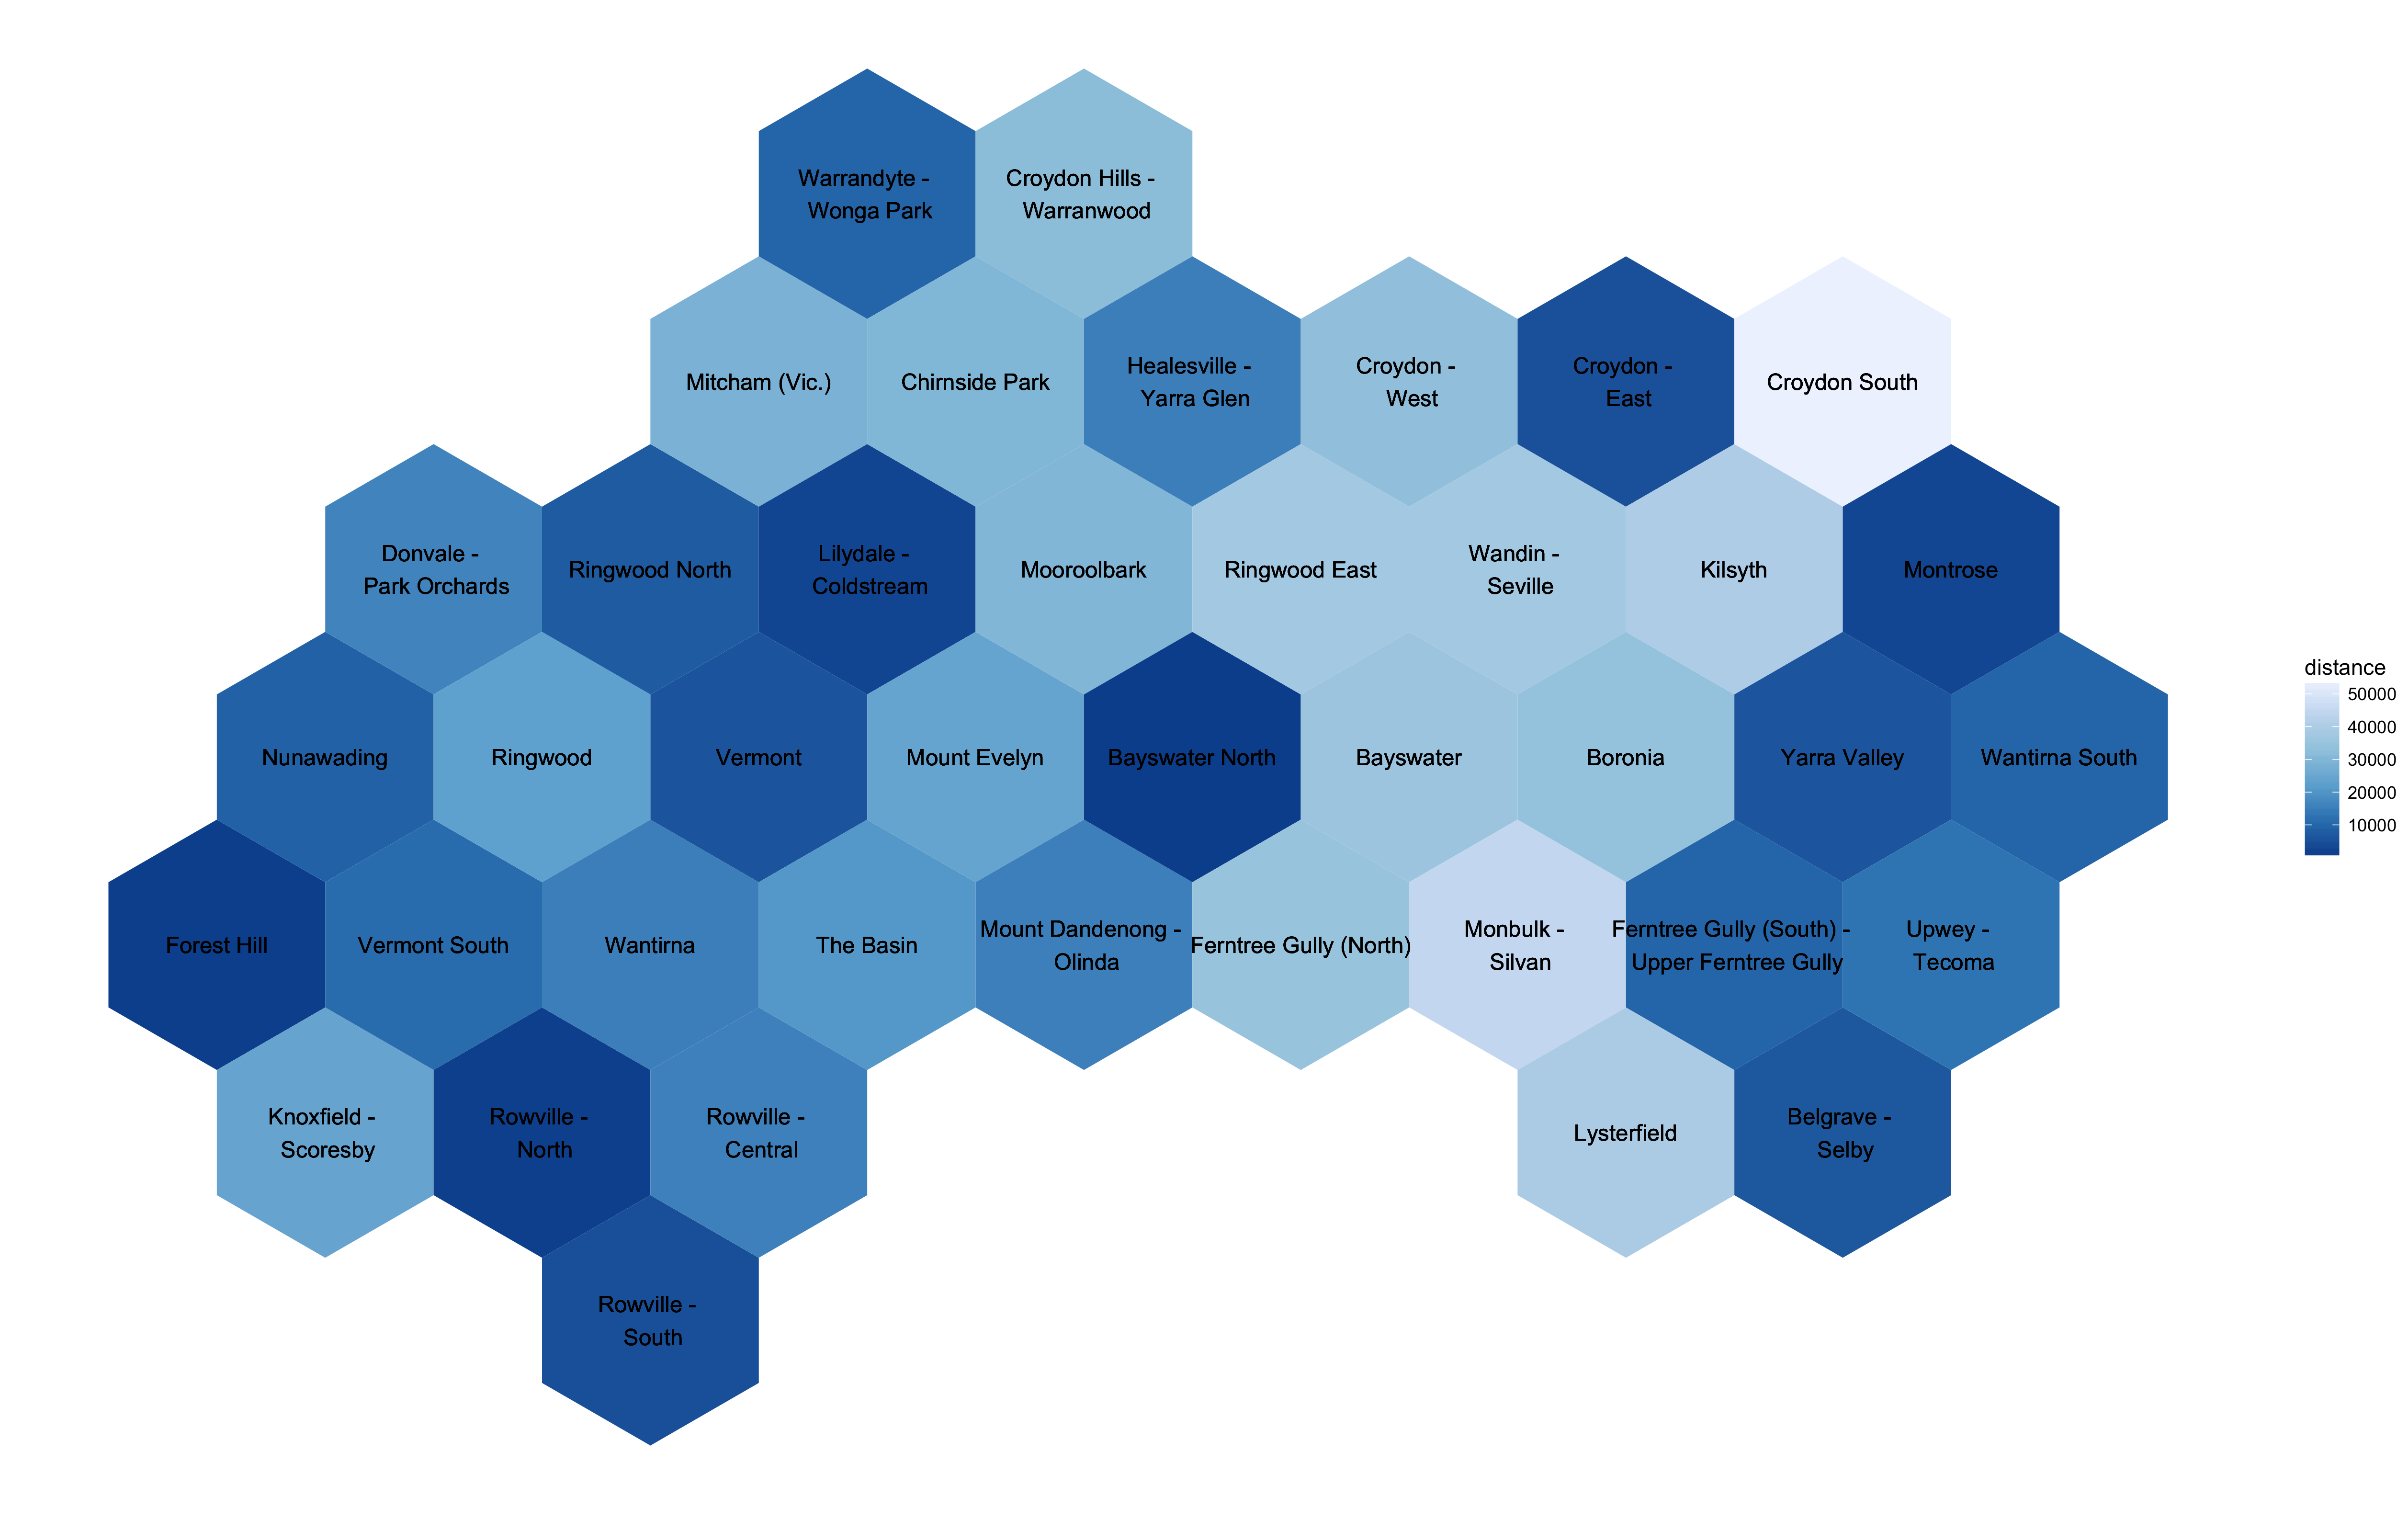 Warrandyte -
Wonga Park
Croydon Hills -
Warranwood
Mitcham (Vic.)
Chirnside Park
Healesville -
Yarra Glen
Croydon -
West
Croydon -
East
Croydon South
Donvale -
Park Orchards
Ringwood North
Lilydale -
Coldstream
Mooroolbark
Ringwood East
Wandin -
Seville
Kilsyth
Montrose
Nunawading
Ringwood
Vermont
Mount Evelyn
Bayswater North
Bayswater
Boronia
Yarra Valley
Wantirna South
Forest Hill
Vermont South
Wantirna
The Basin
Mount Dandenong -
Olinda
Ferntree Gully (North)
Monbulk -
Silvan
Ferntree Gully (South) -
Upper Ferntree Gully
Upwey -
Tecoma
Knoxfield -
Scoresby
Rowville -
North
Rowville -
Central
Lysterfield
Belgrave -
Selby
Rowville -
South
distance
50000
40000
30000
20000
10000